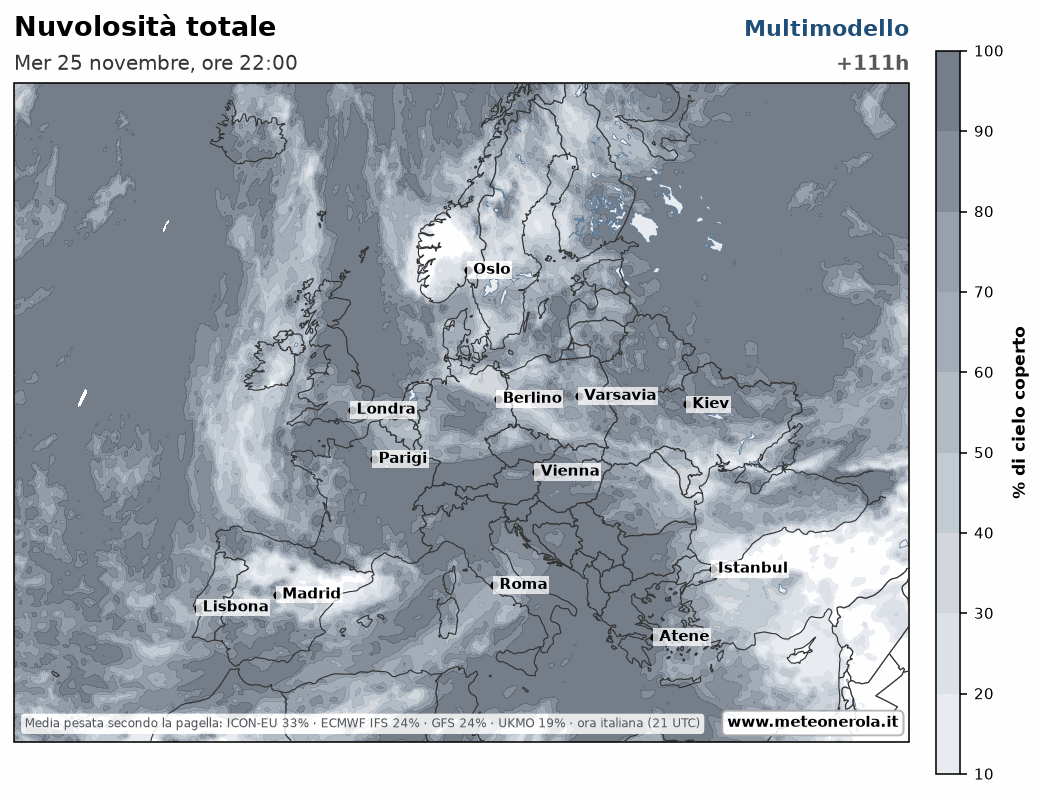 Nuvolosità totale
Multimodello
Mer 25 novembre, ore 22:00
+111h
Oslo
Londra
Berlino
Varsavia
Kiev
Parigi
Vienna
Istanbul
Roma
Madrid
Lisbona
Atene
Media pesata secondo la pagella: ICON-EU 33% · ECMWF IFS 24% · GFS 24% · UKMO 19% · ora italiana (21 UTC)
www.meteonerola.it
100
90
80
70
60
50
40
30
20
10
% di cielo coperto